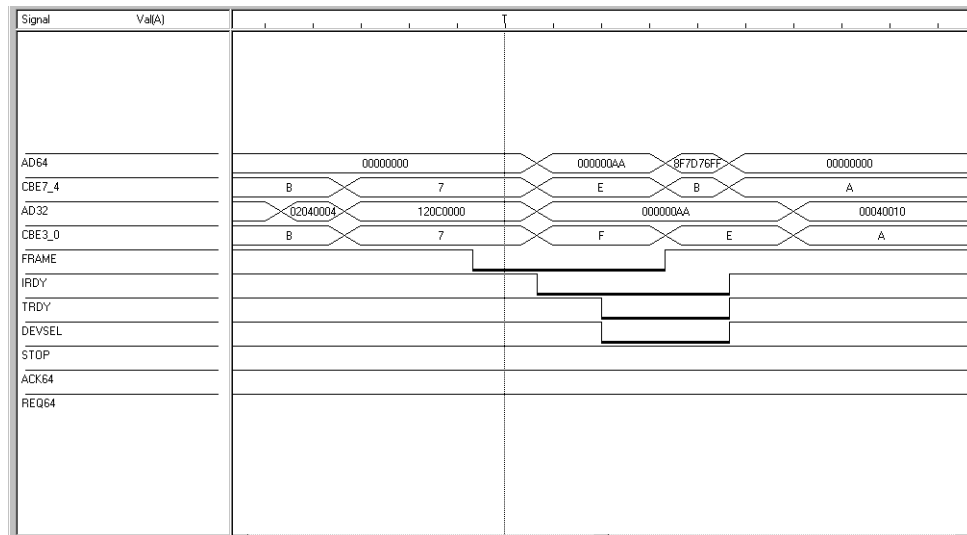 Signal Val(A) T
AD64 00000000 000000AA 8F7D76FF 00000000
CBE7_4 B 7 E B A
AD32 02040004 120C0000 000000AA 00040010
CBE3_0 B 7 F E A
FRAME
IRDY
TRDY
DEVSEL
STOP
ACK64
REQ64